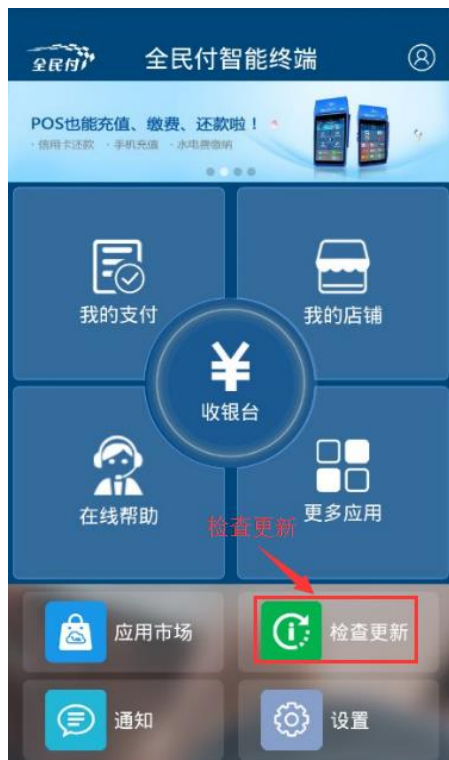 全民付
全民付智能终端
POS也能充值、缴费、还款啦！
·信用卡还款 ·手机充值 ·水电费缴纳
我的支付
我的店铺
¥
收银台
在线帮助
更多应用
检查更新
应用市场
检查更新
通知
设置